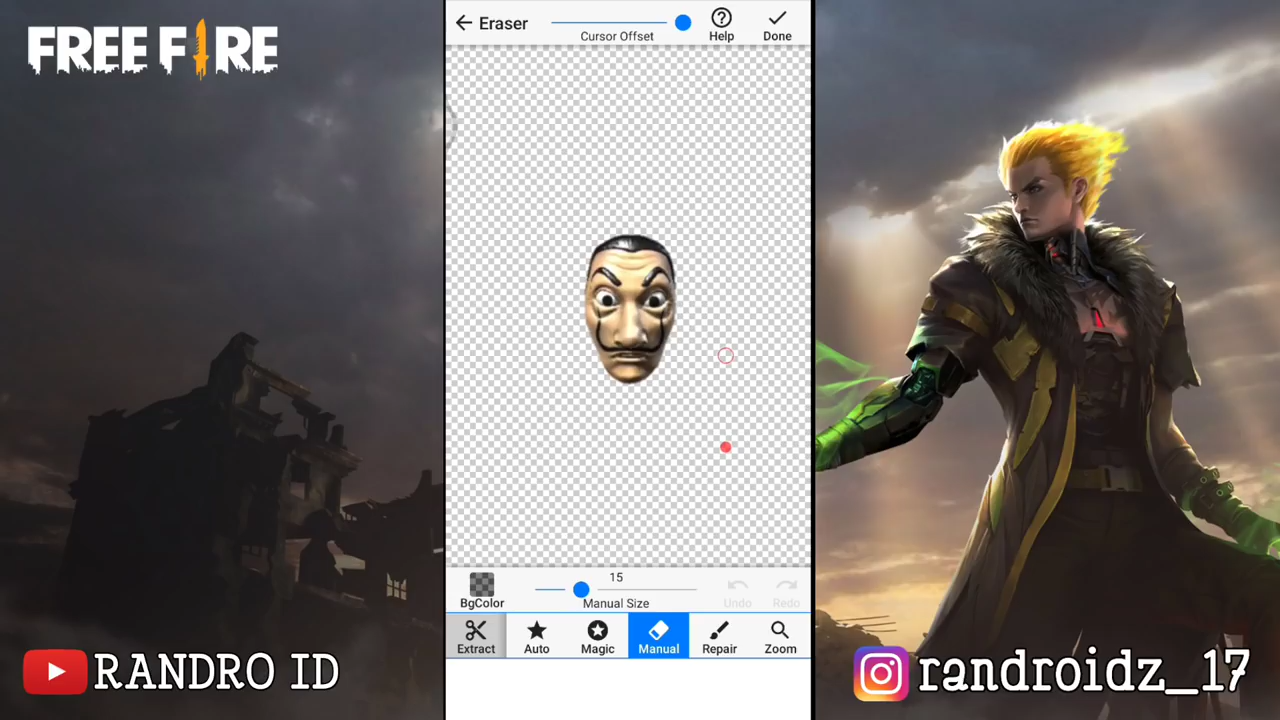 FREE FIRE
Eraser
Cursor Offset
Help
Done
15
BgColor
Manual Size
Undo
Redo
Extract
Auto
Magic
Manual
Repair
Zoom
RANDRO ID
randroidz_17